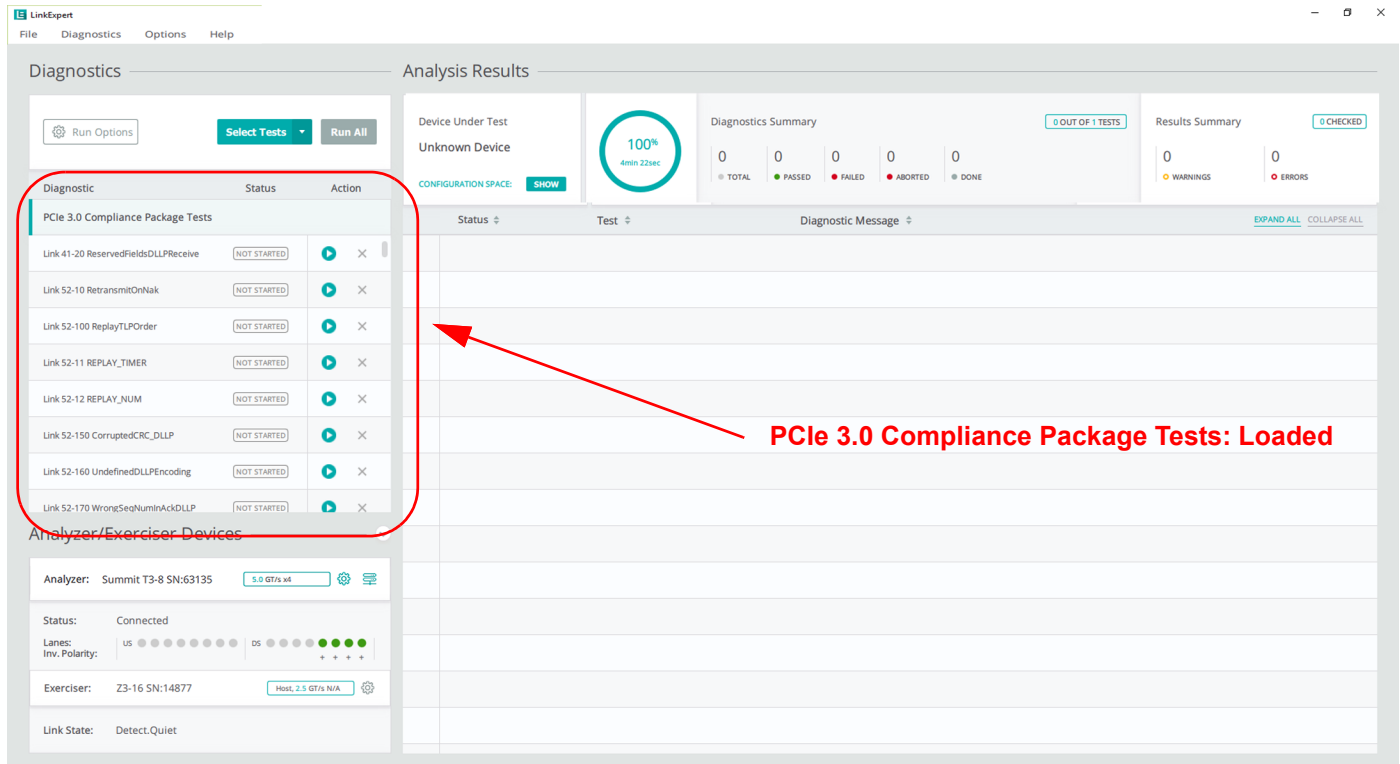 LinkExpert
File Diagnostics Options Help
Diagnostics
Run Options
Select Tests
Run All
Diagnostic Status Action
PCIe 3.0 Compliance Package Tests
Link 41-20 ReservedFieldsDLLPReceive NOT STARTED
Link 52-10 RetransmitOnNak NOT STARTED
Link 52-100 ReplayTLPOrder NOT STARTED
Link 52-11 REPLAY_TIMER NOT STARTED
Link 52-12 REPLAY_NUM NOT STARTED
Link 52-150 CorruptedCRC_DLLP NOT STARTED
Link 52-160 UndefinedDLLPEncoding NOT STARTED
Link 52-170 WrongSeqNumInAckDLLP NOT STARTED
Analyzer/Exerciser Devices
Analyzer: Summit T3-8 SN:63135 5.0 GT/s x4
Status: Connected
Lanes: US DS
Inv. Polarity: + + + +
Exerciser: Z3-16 SN:14877 Host, 2.5 GT/s N/A
Link State: Detect.Quiet
Analysis Results
Device Under Test
Unknown Device
CONFIGURATION SPACE: SHOW
100%
4min 22sec
Diagnostics Summary 0 OUT OF 1 TESTS
0 0 0 0 0
TOTAL PASSED FAILED ABORTED DONE
Results Summary 0 CHECKED
0 0
WARNINGS ERRORS
Status Test Diagnostic Message EXPAND ALL COLLAPSE ALL
PCIe 3.0 Compliance Package Tests: Loaded